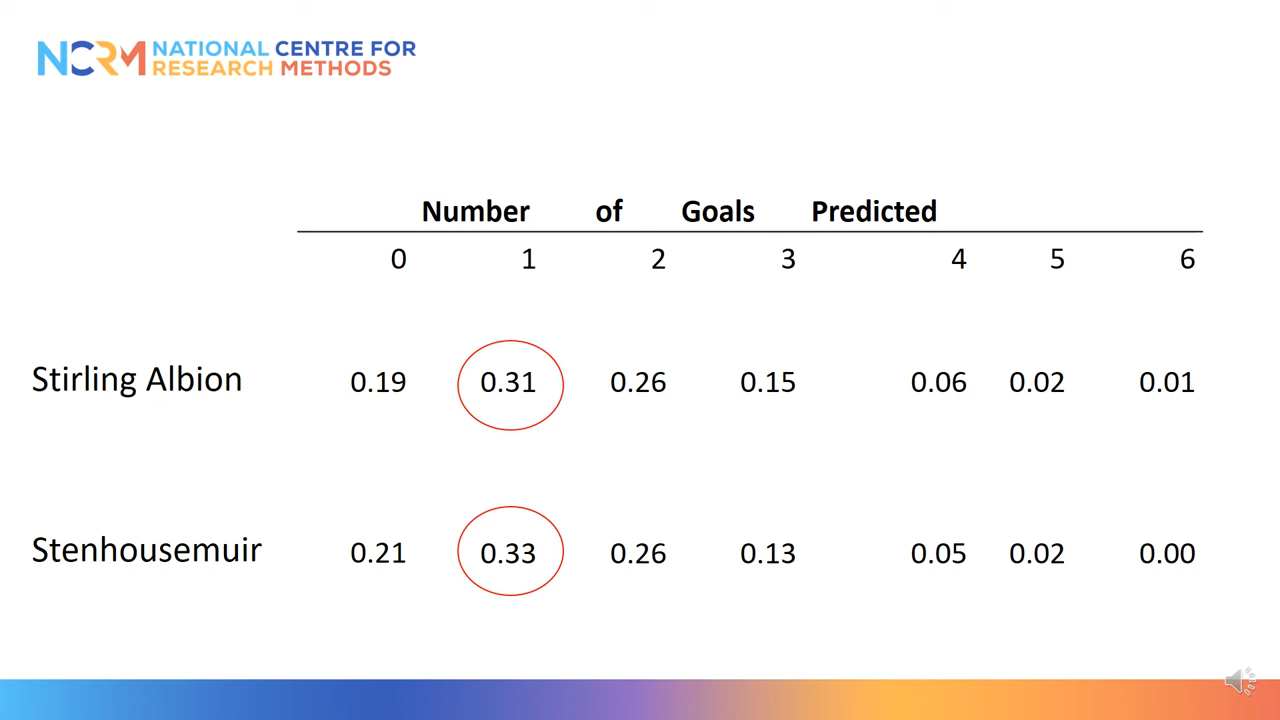 NCRM NATIONAL CENTRE FOR
RESEARCH METHODS
Number of Goals Predicted
0 1 2 3 4 5 6
Stirling Albion 0.19 0.31 0.26 0.15 0.06 0.02 0.01
Stenhousemuir 0.21 0.33 0.26 0.13 0.05 0.02 0.00